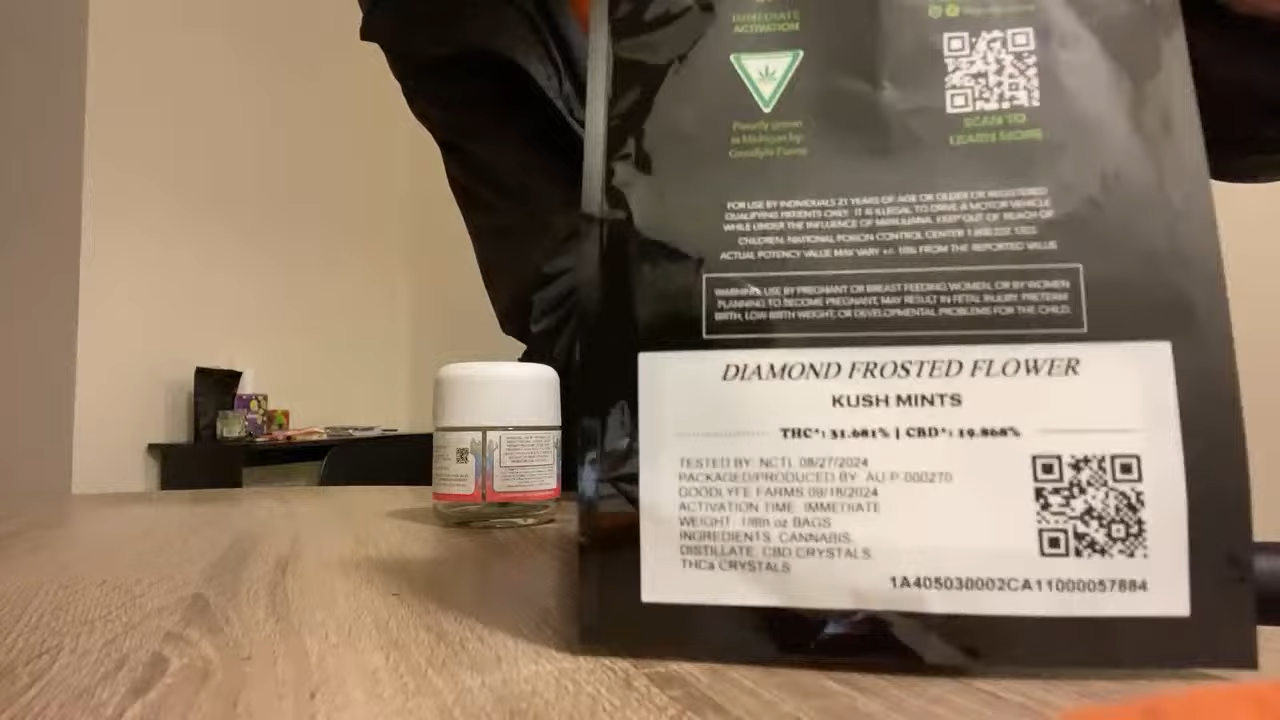 IMMEDIATE
ACTIVATION
Proudly grown
in Michigan by:
Goodlyfe Farms
SCAN TO
LEARN MORE
FOR USE BY INDIVIDUALS 21 YEARS OF AGE OR OLDER OR REGISTERED
QUALIFYING PATIENTS ONLY. IT IS ILLEGAL TO DRIVE A MOTOR VEHICLE
WHILE UNDER THE INFLUENCE OF MARIJUANA. KEEP OUT OF REACH OF
CHILDREN. NATIONAL POISON CONTROL CENTER
ACTUAL POTENCY VALUE MAY VARY +/- 10% FROM THE REPORTED VALUE
WARNING: USE BY PREGNANT OR BREAST FEEDING WOMEN, OR BY WOMEN
PLANNING TO BECOME PREGNANT, MAY RESULT IN FETAL INJURY, PRETERM
BIRTH, LOW BIRTH WEIGHT, OR DEVELOPMENTAL PROBLEMS FOR THE CHILD.
DIAMOND FROSTED FLOWER
KUSH MINTS
THC*: 31.681% | CBD*: 19.868%
TESTED BY: NCTL 08/27/2024
PACKAGED/PRODUCED BY: AU-P-000270
GOODLYFE FARMS 09/18/2024
ACTIVATION TIME: IMMEDIATE
WEIGHT: 1/8th oz BAGS
INGREDIENTS: CANNABIS,
DISTILLATE, CBD CRYSTALS,
THCa CRYSTALS
1A405030002CA11000057884